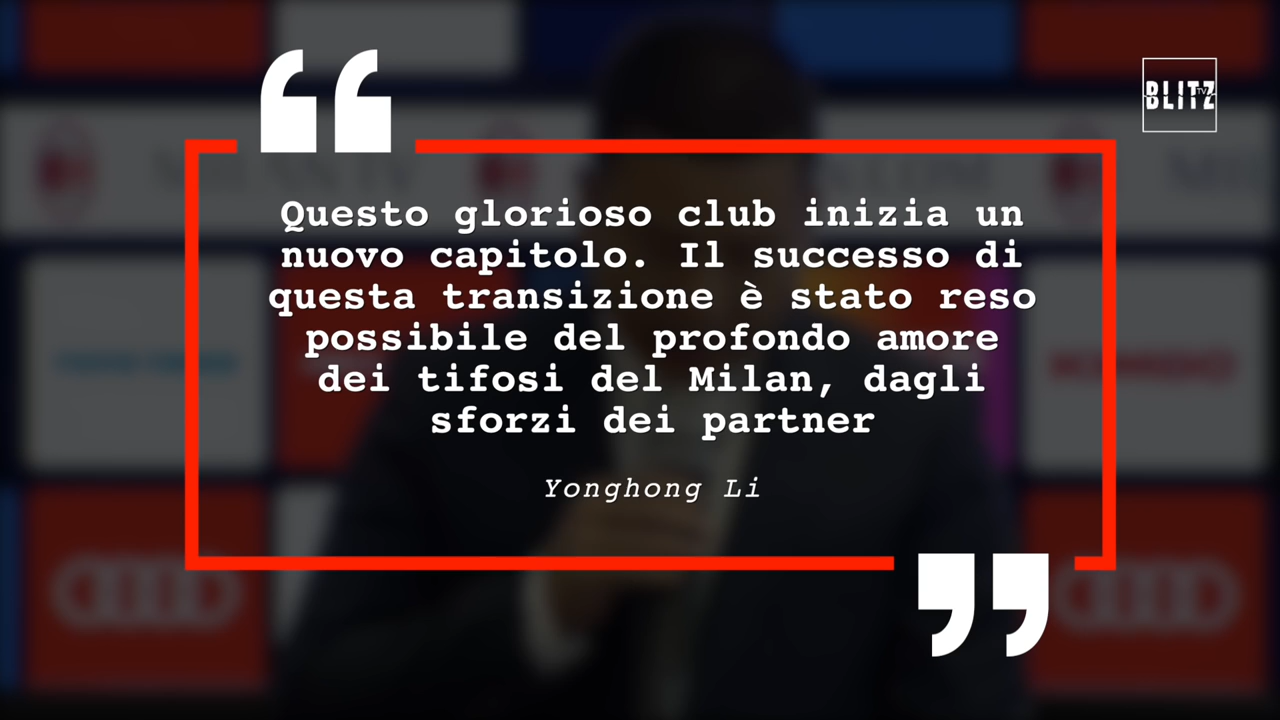 BLITZ TV
Questo glorioso club inizia un
nuovo capitolo. Il successo di
questa transizione è stato reso
possibile del profondo amore
dei tifosi del Milan, dagli
sforzi dei partner
Yonghong Li